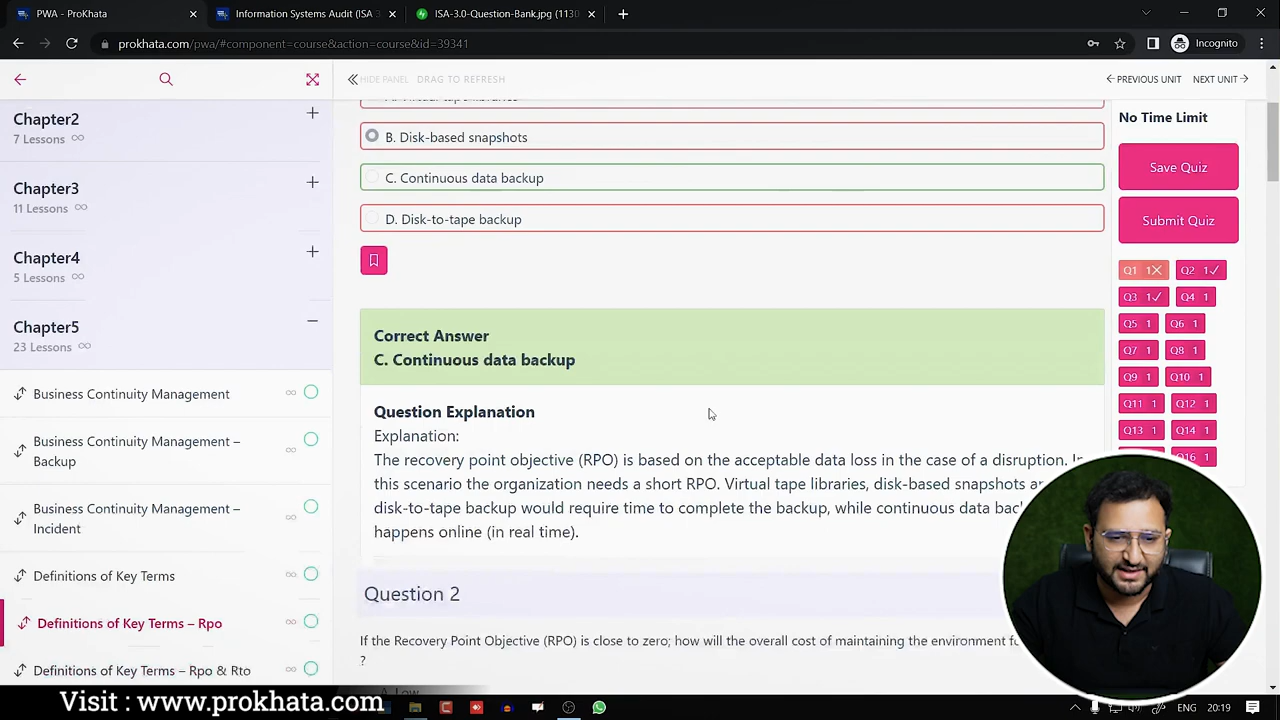 PWA - ProKhata
Information Systems Audit (ISA 3
ISA-3.0-Question-Bank.jpg (1130
prokhata.com/pwa/#component=course&action=course&id=39341
Incognito
HIDE PANEL
DRAG TO REFRESH
PREVIOUS UNIT
NEXT UNIT
Chapter2
7 Lessons
Chapter3
11 Lessons
Chapter4
5 Lessons
Chapter5
23 Lessons
Business Continuity Management
Business Continuity Management –
Backup
Business Continuity Management –
Incident
Definitions of Key Terms
Definitions of Key Terms – Rpo
Definitions of Key Terms – Rpo & Rto
B. Disk-based snapshots
C. Continuous data backup
D. Disk-to-tape backup
Correct Answer
C. Continuous data backup
Question Explanation
Explanation:
The recovery point objective (RPO) is based on the acceptable data loss in the case of a disruption. In
this scenario the organization needs a short RPO. Virtual tape libraries, disk-based snapshots
disk-to-tape backup would require time to complete the backup, while continuous data
happens online (in real time).
Question 2
If the Recovery Point Objective (RPO) is close to zero; how will the overall cost of maintaining the environment
?
No Time Limit
Save Quiz
Submit Quiz
Q1 1 Q2 1
Q3 1 Q4 1
Q5 1 Q6 1
Q7 1 Q8 1
Q9 1 Q10 1
Q11 1 Q12 1
Q13 1 Q14 1
Q16 1
Visit : www.prokhata.com
ENG
20:19